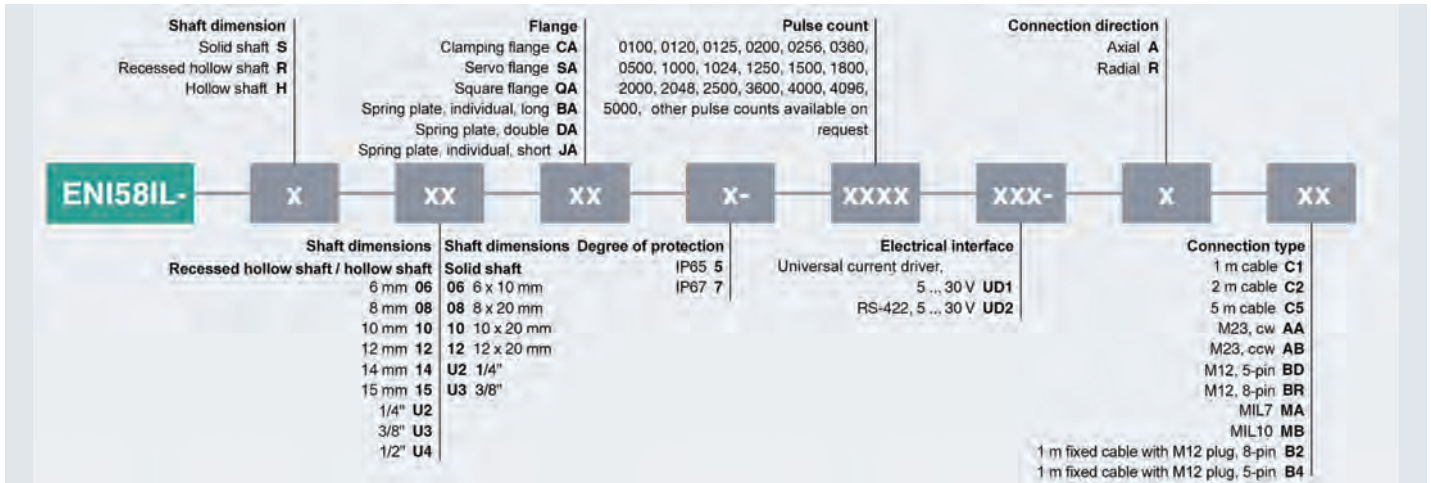 Shaft dimension
Solid shaft S
Recessed hollow shaft R
Hollow shaft H
Flange
Clamping flange CA
Servo flange SA
Square flange QA
Spring plate, individual, long BA
Spring plate, double DA
Spring plate, individual, short JA
Pulse count
0100, 0120, 0125, 0200, 0256, 0360,
0500, 1000, 1024, 1250, 1500, 1800,
2000, 2048, 2500, 3600, 4000, 4096,
5000, other pulse counts available on
request
Connection direction
Axial A
Radial R
ENI58IL- x xx xx x- xxxx xxx- x xx
Shaft dimensions
Recessed hollow shaft / hollow shaft
6 mm 06
8 mm 08
10 mm 10
12 mm 12
14 mm 14
15 mm 15
1/4" U2
3/8" U3
1/2" U4
Shaft dimensions
Solid shaft
06 6 x 10 mm
08 8 x 20 mm
10 10 x 20 mm
12 12 x 20 mm
U2 1/4"
U3 3/8"
Degree of protection
IP65 5
IP67 7
Electrical interface
Universal current driver,
5 ... 30 V UD1
RS-422, 5 ... 30 V UD2
Connection type
1 m cable C1
2 m cable C2
5 m cable C5
M23, cw AA
M23, ccw AB
M12, 5-pin BD
M12, 8-pin BR
MIL7 MA
MIL10 MB
1 m fixed cable with M12 plug, 8-pin B2
1 m fixed cable with M12 plug, 5-pin B4